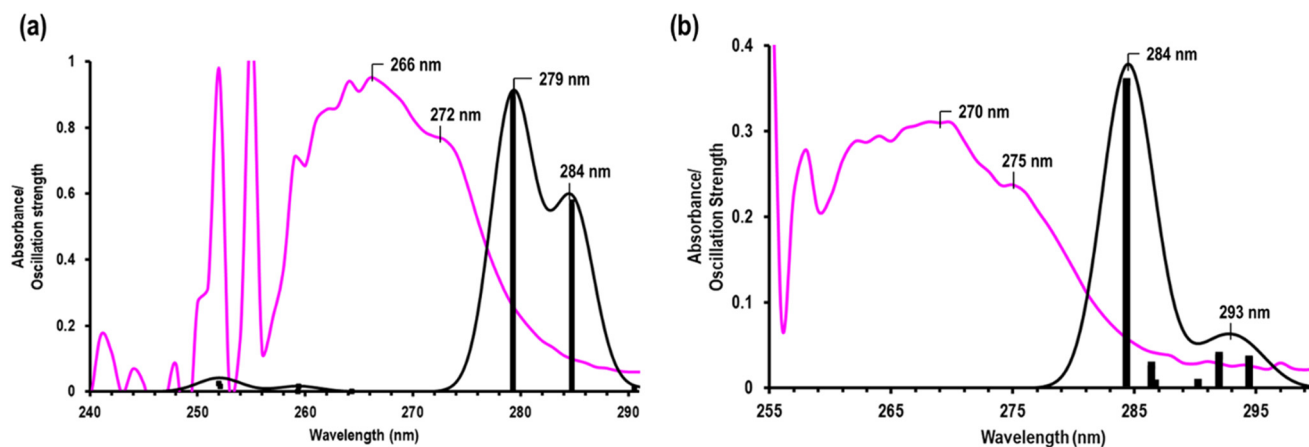 (a)
1
0.8
0.6
0.4
0.2
0
Absorbance/
Oscillation strength
266 nm
272 nm
279 nm
284 nm
240 250 260 270 280 290
Wavelength (nm)
(b)
0.4
0.3
0.2
0.1
0
Absorbance/
Oscillation Strength
284 nm
270 nm
275 nm
293 nm
255 265 275 285 295
Wavelength (nm)